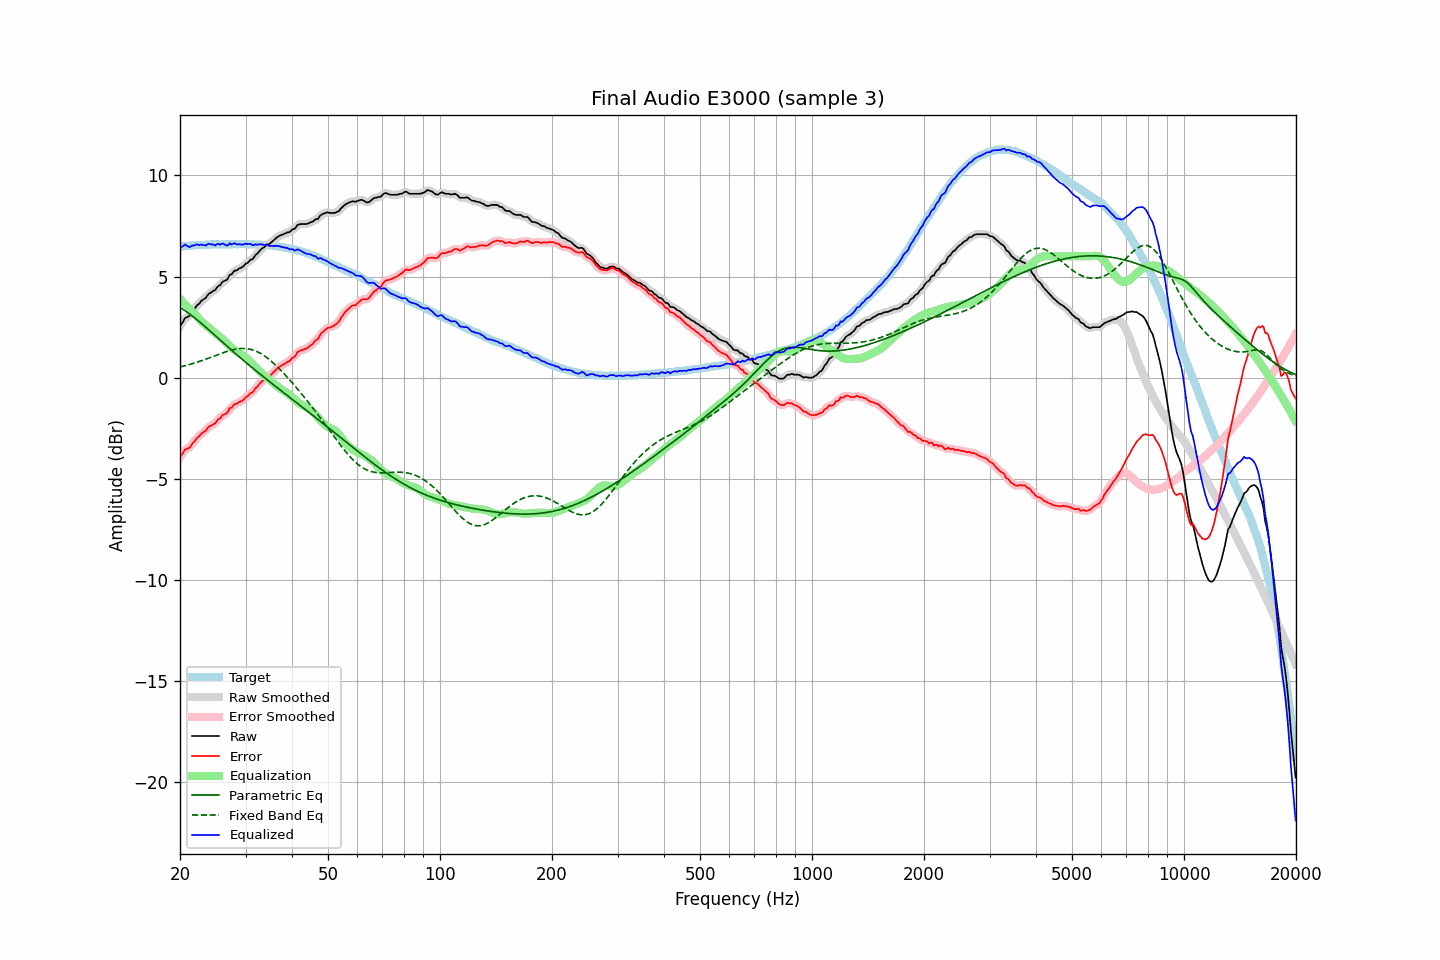 Final Audio E3000 (sample 3)
Amplitude (dBr)
10
5
0
−5
−10
−15
−20
Target
Raw Smoothed
Error Smoothed
Raw
Error
Equalization
Parametric Eq
Fixed Band Eq
Equalized
20 50 100 200 500 1000 2000 5000 10000 20000
Frequency (Hz)